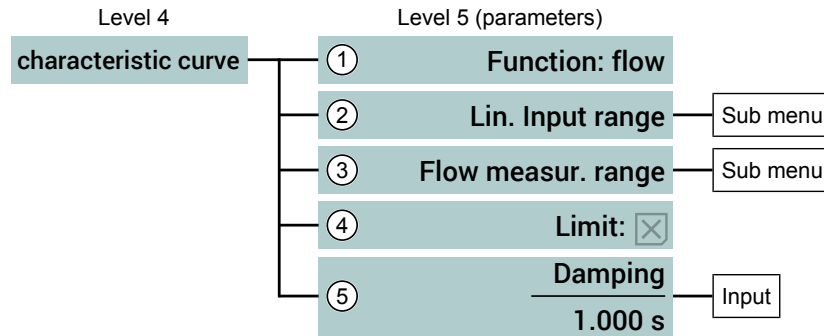 Level 4
Level 5 (parameters)
characteristic curve
1
Function: flow
2
Lin. Input range
Sub menu
3
Flow measur. range
Sub menu
4
Limit:
5
Damping
1.000 s
Input